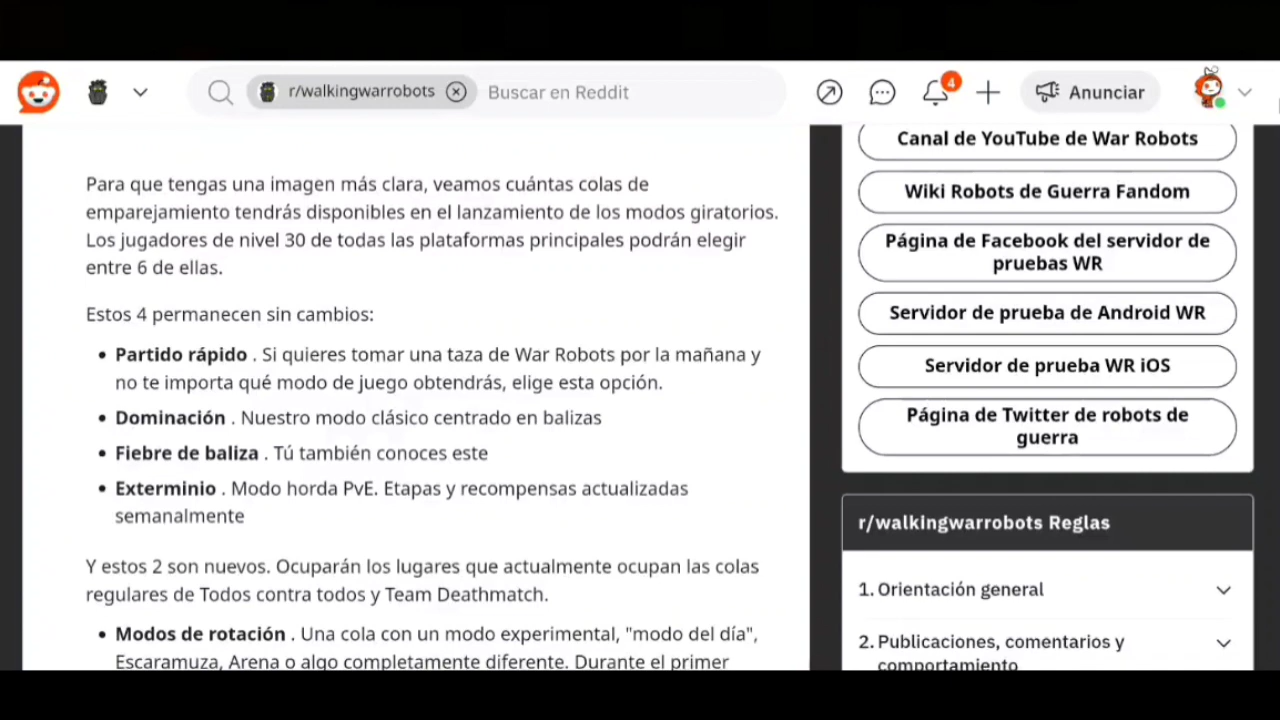 r/walkingwarrobots
Buscar en Reddit
4
Anunciar
Para que tengas una imagen más clara, veamos cuántas colas de
emparejamiento tendrás disponibles en el lanzamiento de los modos giratorios.
Los jugadores de nivel 30 de todas las plataformas principales podrán elegir
entre 6 de ellas.
Estos 4 permanecen sin cambios:
• Partido rápido . Si quieres tomar una taza de War Robots por la mañana y
no te importa qué modo de juego obtendrás, elige esta opción.
• Dominación . Nuestro modo clásico centrado en balizas
• Fiebre de baliza . Tú también conoces este
• Exterminio . Modo horda PvE. Etapas y recompensas actualizadas
semanalmente
Y estos 2 son nuevos. Ocuparán los lugares que actualmente ocupan las colas
regulares de Todos contra todos y Team Deathmatch.
• Modos de rotación . Una cola con un modo experimental, "modo del día",
Escaramuza, Arena o algo completamente diferente. Durante el primer
Canal de YouTube de War Robots
Wiki Robots de Guerra Fandom
Página de Facebook del servidor de
pruebas WR
Servidor de prueba de Android WR
Servidor de prueba WR iOS
Página de Twitter de robots de
guerra
r/walkingwarrobots Reglas
1. Orientación general
2. Publicaciones, comentarios y
comportamiento